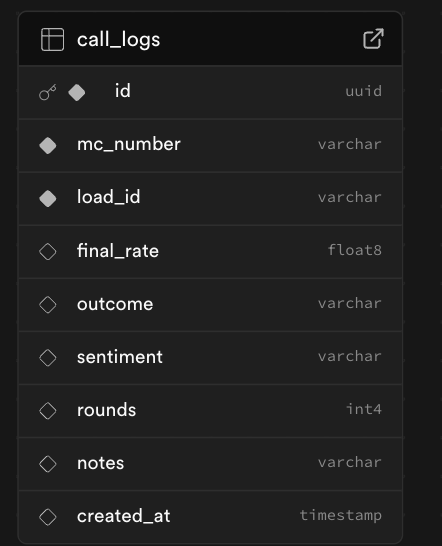 call_logs
id uuid
mc_number varchar
load_id varchar
final_rate float8
outcome varchar
sentiment varchar
rounds int4
notes varchar
created_at timestamp